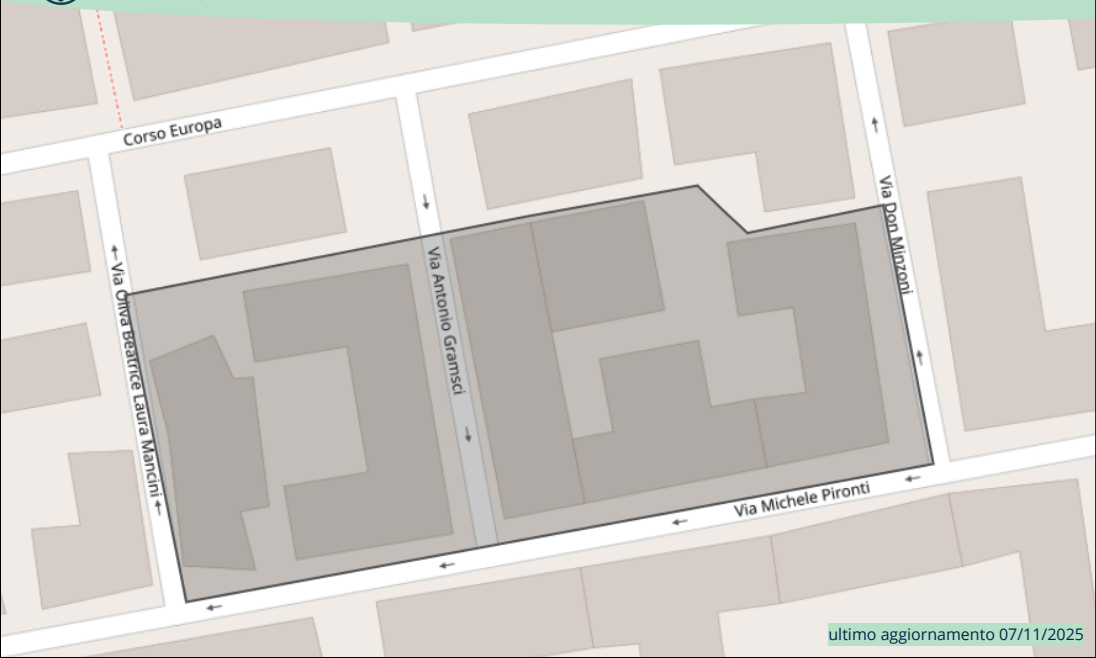 Corso Europa
Via Don Minzoni
Via Antonio Gramsci
Via Oliva Beatrice Laura Mancini
Via Michele Pironti
ultimo aggiornamento 07/11/2025